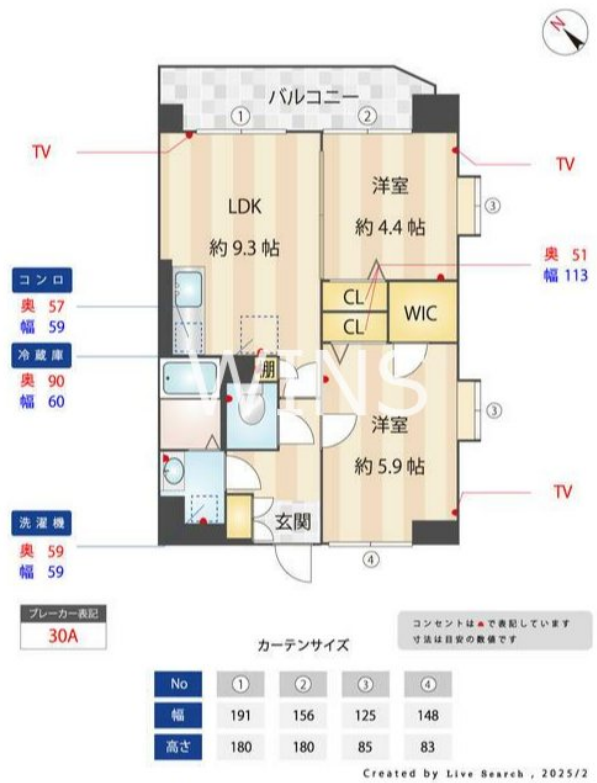 N
バルコニー
① ②
TV
TV
LDK
約 9.3 帖
洋室
約 4.4 帖
③
奥 51
幅 113
コンロ
奥 57
幅 59
CL
CL
WIC
冷蔵庫
奥 90
幅 60
棚
WINS
洋室
約 5.9 帖
③
TV
洗濯機
奥 59
幅 59
玄関
④
ブレーカー表記
30A
コンセントは で表記しています
寸法は目安の数値です
カーテンサイズ
No ① ② ③ ④
幅 191 156 125 148
高さ 180 180 85 83
Created by Live Search , 2025/2